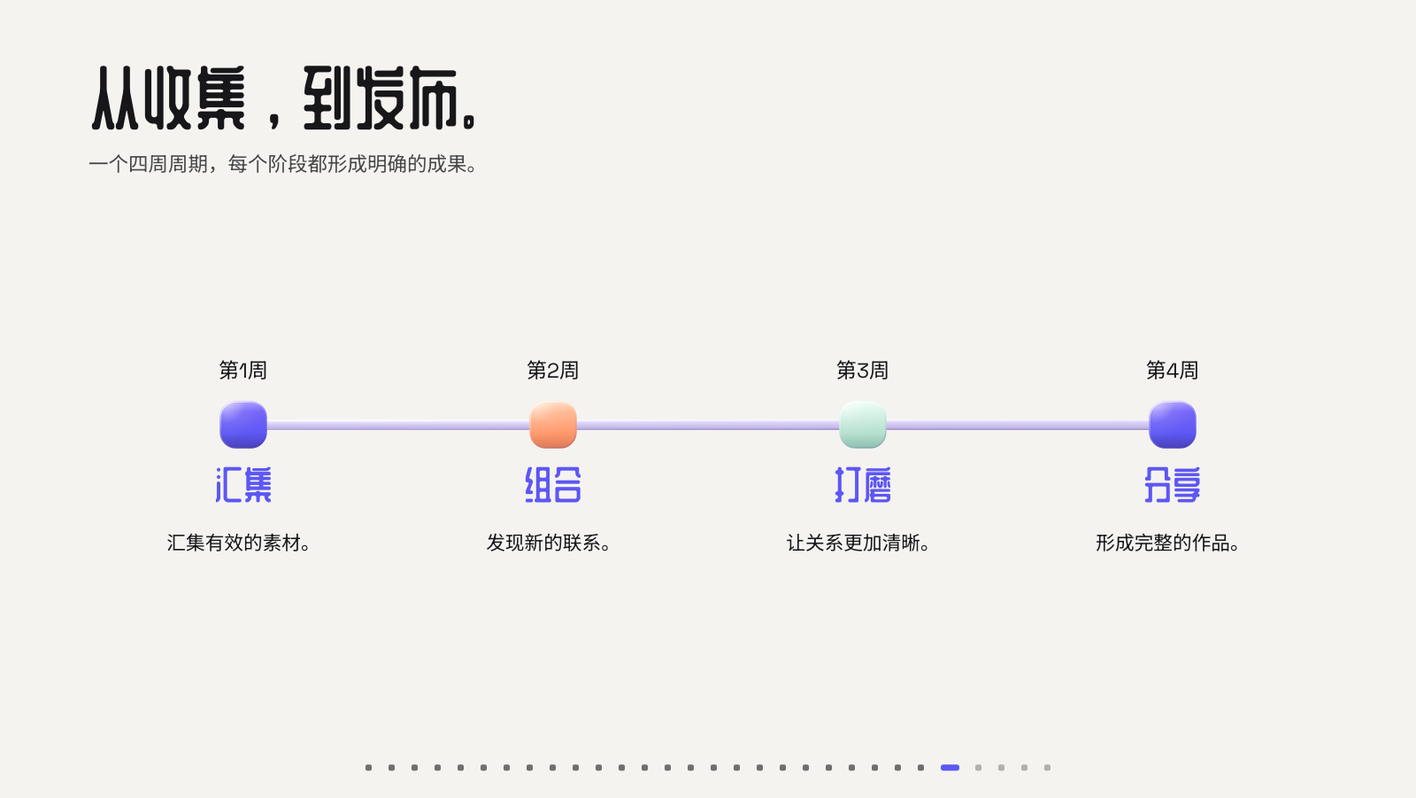 从收集，到发布。
一个四周周期，每个阶段都形成明确的成果。
第1周
第2周
第3周
第4周
汇集
组合
打磨
分享
汇集有效的素材。
发现新的联系。
让关系更加清晰。
形成完整的作品。